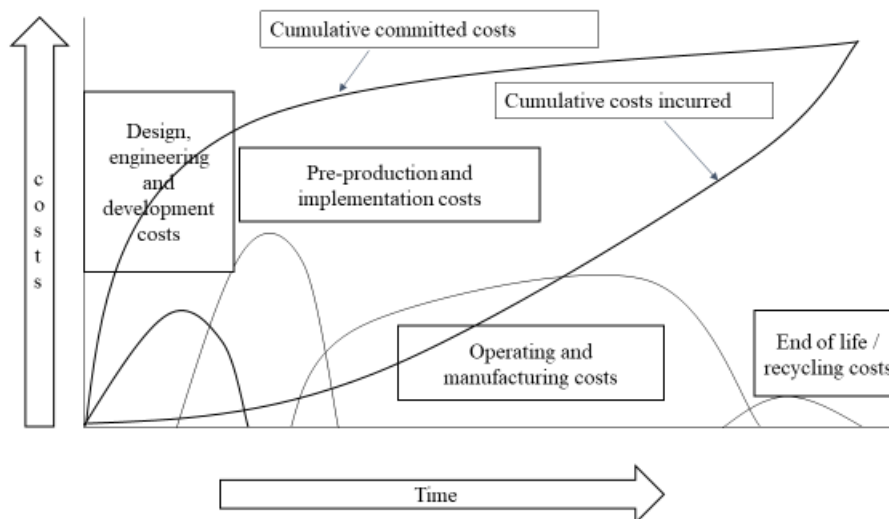 Cumulative committed costs
Cumulative costs incurred
Design,
engineering
and
development
costs
Pre-production and
implementation costs
costs
Operating and
manufacturing costs
End of life /
recycling costs
Time